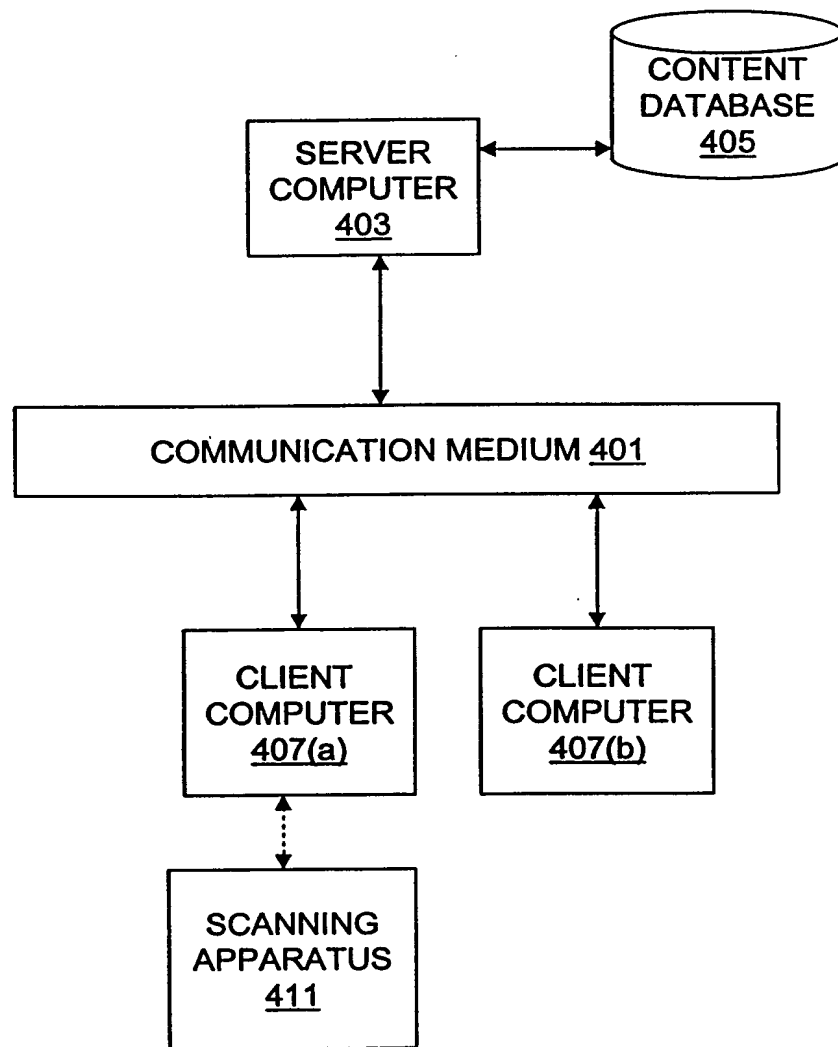 CONTENT
DATABASE
405
SERVER
COMPUTER
403
COMMUNICATION MEDIUM 401
CLIENT
COMPUTER
407(a)
CLIENT
COMPUTER
407(b)
SCANNING
APPARATUS
411